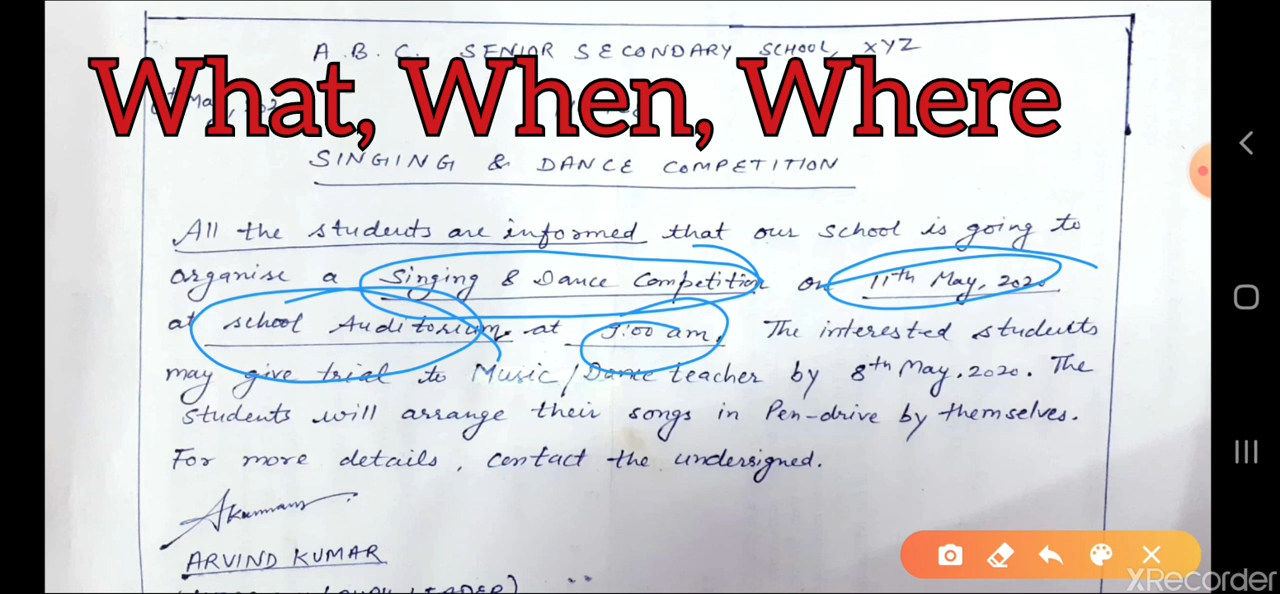 A. B. C. SENIOR SECONDARY SCHOOL, XYZ
What, When, Where
SINGING & DANCE COMPETITION
All the students are informed that our school is going to
organise a Singing & Dance Competition on 11th May, 2020
at school Auditorium at 9:00 am. The interested students
may give trial to Music/Dance teacher by 8th May, 2020. The
students will arrange their songs in Pen-drive by themselves.
For more details, contact the undersigned.
Akumar
ARVIND KUMAR
XRecorder